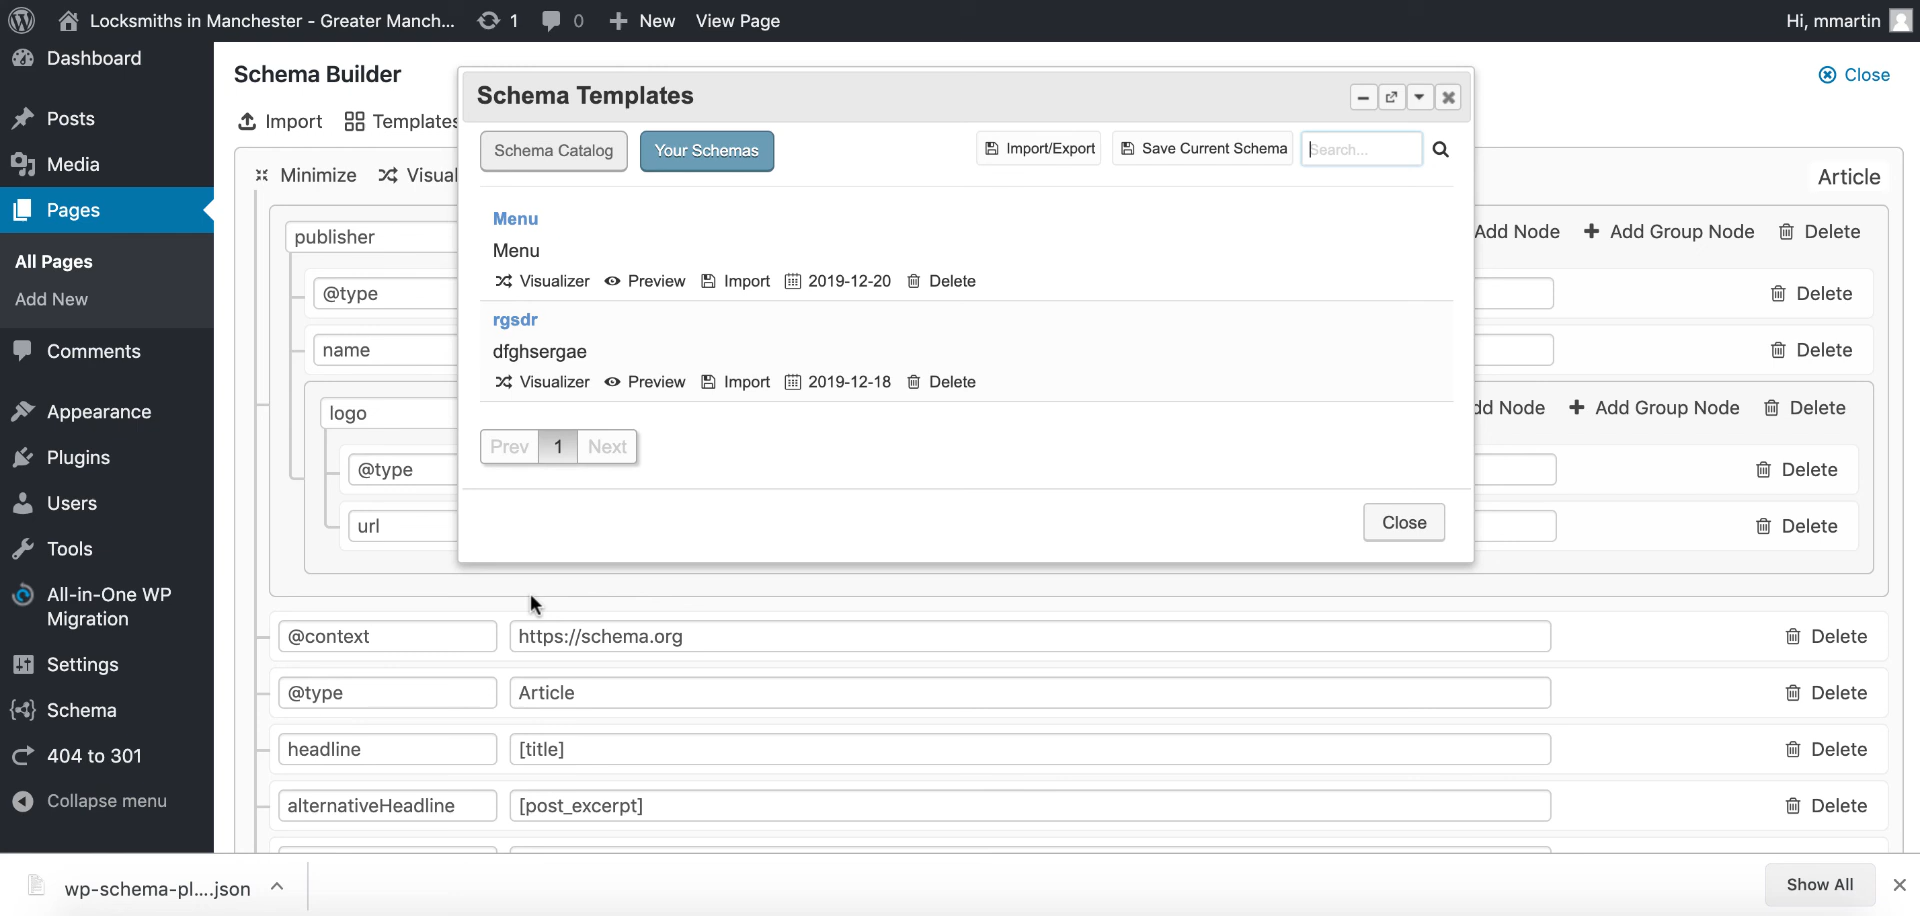 Locksmiths in Manchester - Greater Manch... 1 0 New View Page Hi, mmartin
Dashboard
Posts
Media
Pages
All Pages
Add New
Comments
Appearance
Plugins
Users
Tools
All-in-One WP
Migration
Settings
Schema
404 to 301
Collapse menu
Schema Builder
Close
Import Templates
Minimize Visual
Article
Schema Templates
Schema Catalog Your Schemas Import/Export Save Current Schema Search...
Menu
Menu
Visualizer Preview Import 2019-12-20 Delete
rgsdr
dfghsergae
Visualizer Preview Import 2019-12-18 Delete
Prev 1 Next
Close
publisher Add Node Add Group Node Delete
@type Delete
name Delete
logo dd Node Add Group Node Delete
@type Delete
url Delete
@context https://schema.org Delete
@type Article Delete
headline [title] Delete
alternativeHeadline [post_excerpt] Delete
wp-schema-pl....json Show All